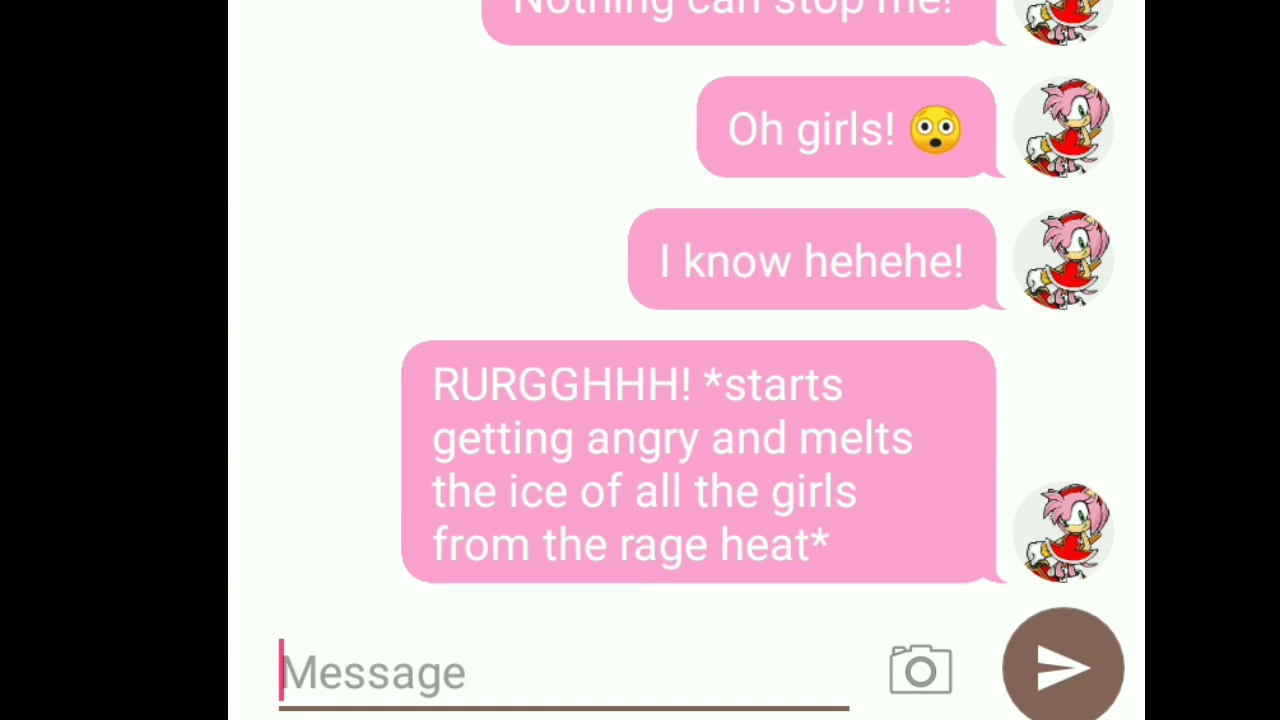 Nothing can stop me!
Oh girls! 😲
I know hehehe!
RURGGHHH! *starts
getting angry and melts
the ice of all the girls
from the rage heat*
Message